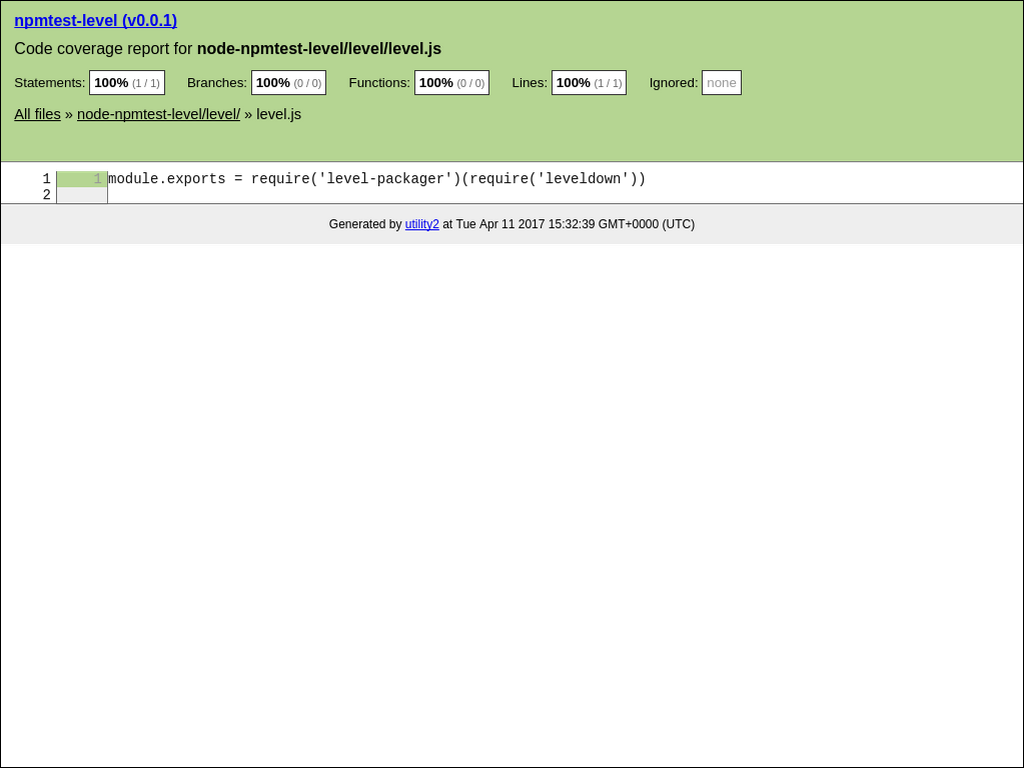 npmtest-level (v0.0.1)
Code coverage report for node-npmtest-level/level/level.js
Statements: 100% (1 / 1) Branches: 100% (0 / 0) Functions: 100% (0 / 0) Lines: 100% (1 / 1) Ignored: none
All files » node-npmtest-level/level/ » level.js
1 1 module.exports = require('level-packager')(require('leveldown'))
2
Generated by utility2 at Tue Apr 11 2017 15:32:39 GMT+0000 (UTC)